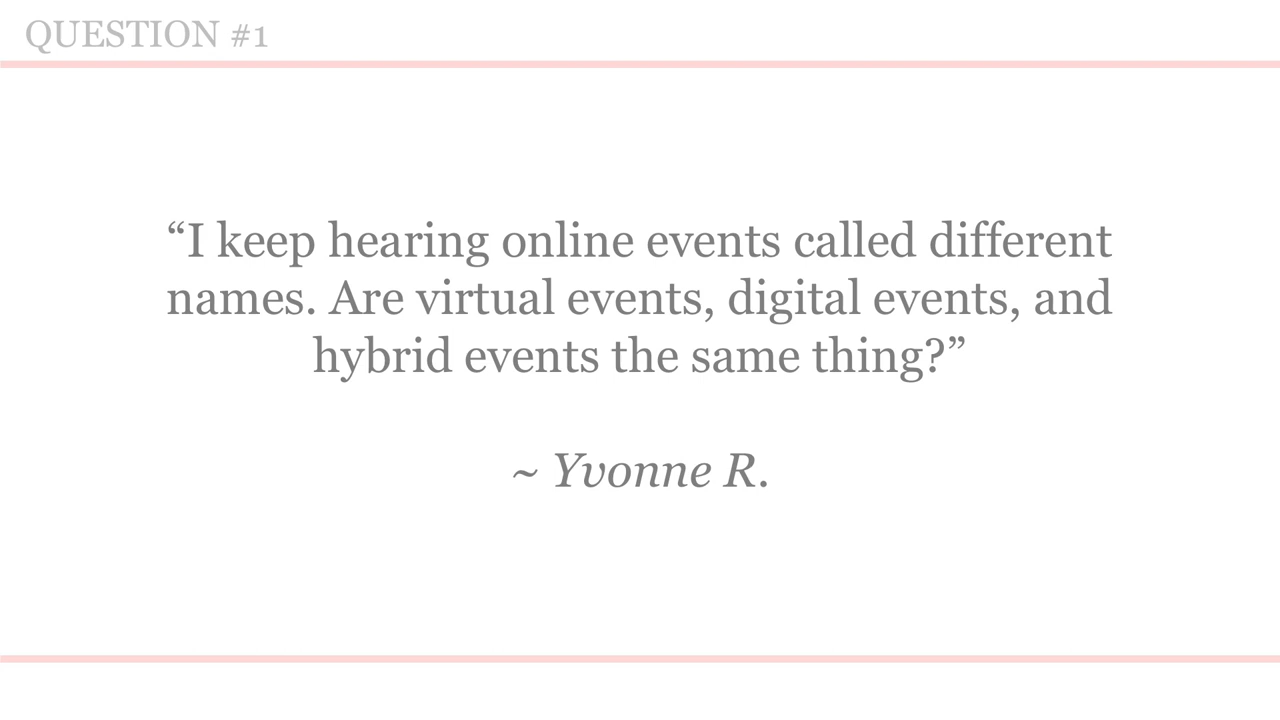 QUESTION #1
“I keep hearing online events called different
names. Are virtual events, digital events, and
hybrid events the same thing?”
~ Yvonne R.